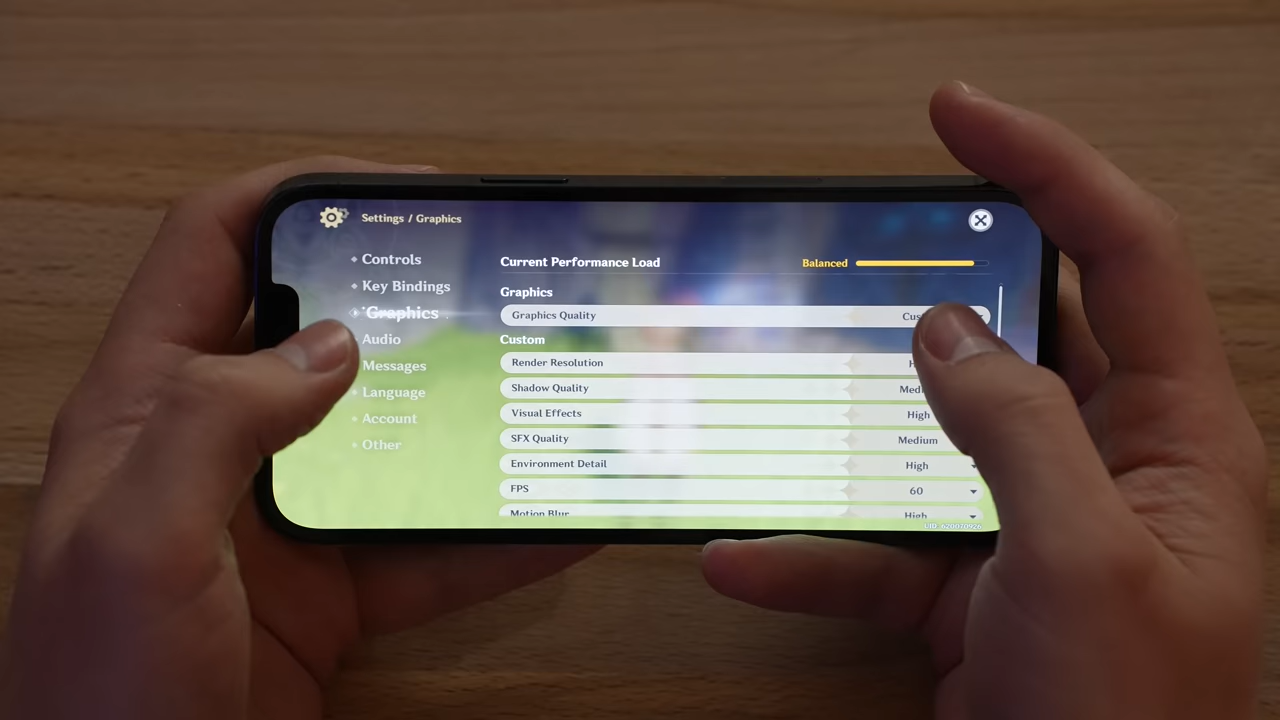 Settings / Graphics
Controls
Key Bindings
Graphics
Audio
Messages
Language
Account
Other
Current Performance Load Balanced
Graphics
Graphics Quality
Custom
Render Resolution
Shadow Quality
Visual Effects High
SFX Quality Medium
Environment Detail High
FPS 60
Motion Blur High